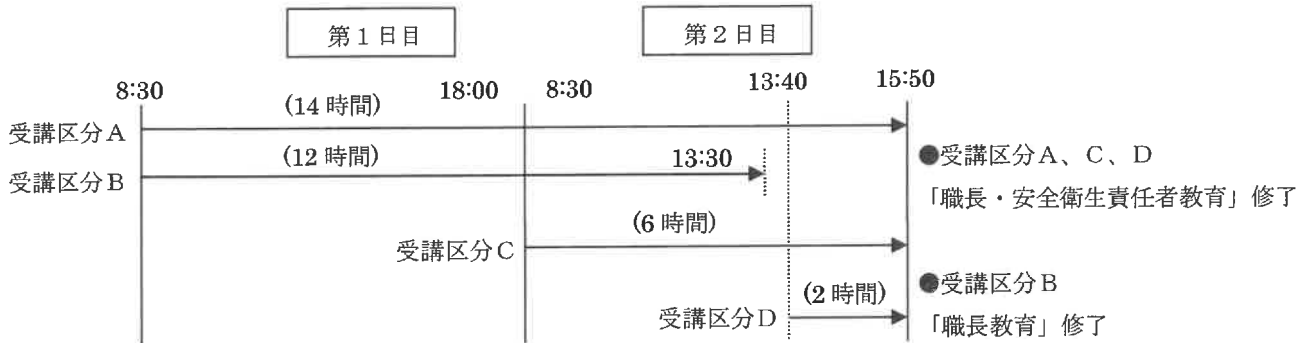 第１日目
第２日目
8:30
18:00
8:30
13:40
15:50
受講区分Ａ
(14 時間)
受講区分Ｂ
(12 時間)
13:30
●受講区分Ａ、Ｃ、Ｄ
「職長・安全衛生責任者教育」修了
受講区分Ｃ
(6 時間)
受講区分Ｄ
(2 時間)
●受講区分Ｂ
「職長教育」修了